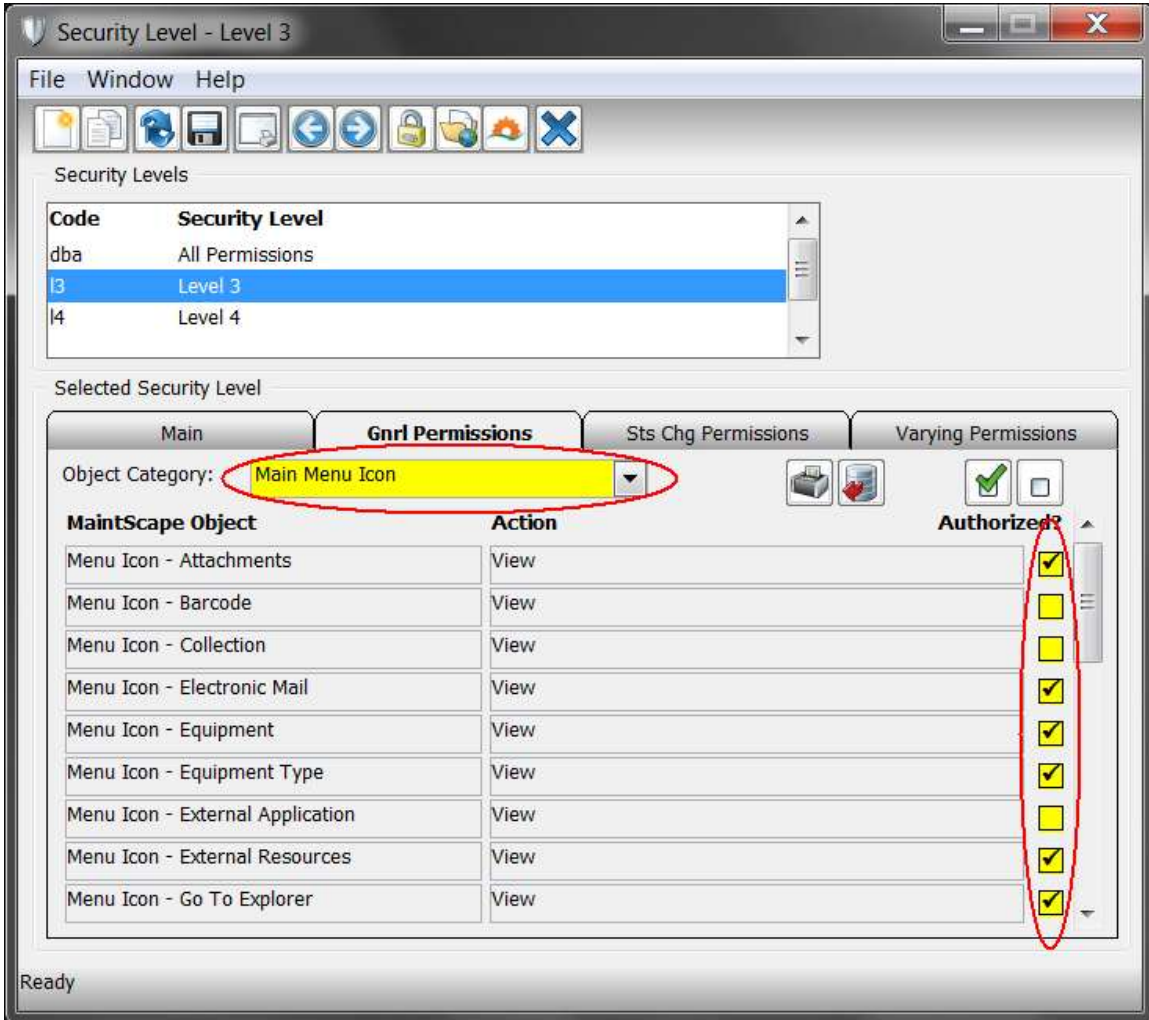 Security Level - Level 3
File Window Help
Security Levels
Code Security Level
dba All Permissions
l3 Level 3
l4 Level 4
Selected Security Level
Main Gnrl Permissions Sts Chg Permissions Varying Permissions
Object Category: Main Menu Icon
MaintScape Object Action Authorized?
Menu Icon - Attachments View
Menu Icon - Barcode View
Menu Icon - Collection View
Menu Icon - Electronic Mail View
Menu Icon - Equipment View
Menu Icon - Equipment Type View
Menu Icon - External Application View
Menu Icon - External Resources View
Menu Icon - Go To Explorer View
Ready